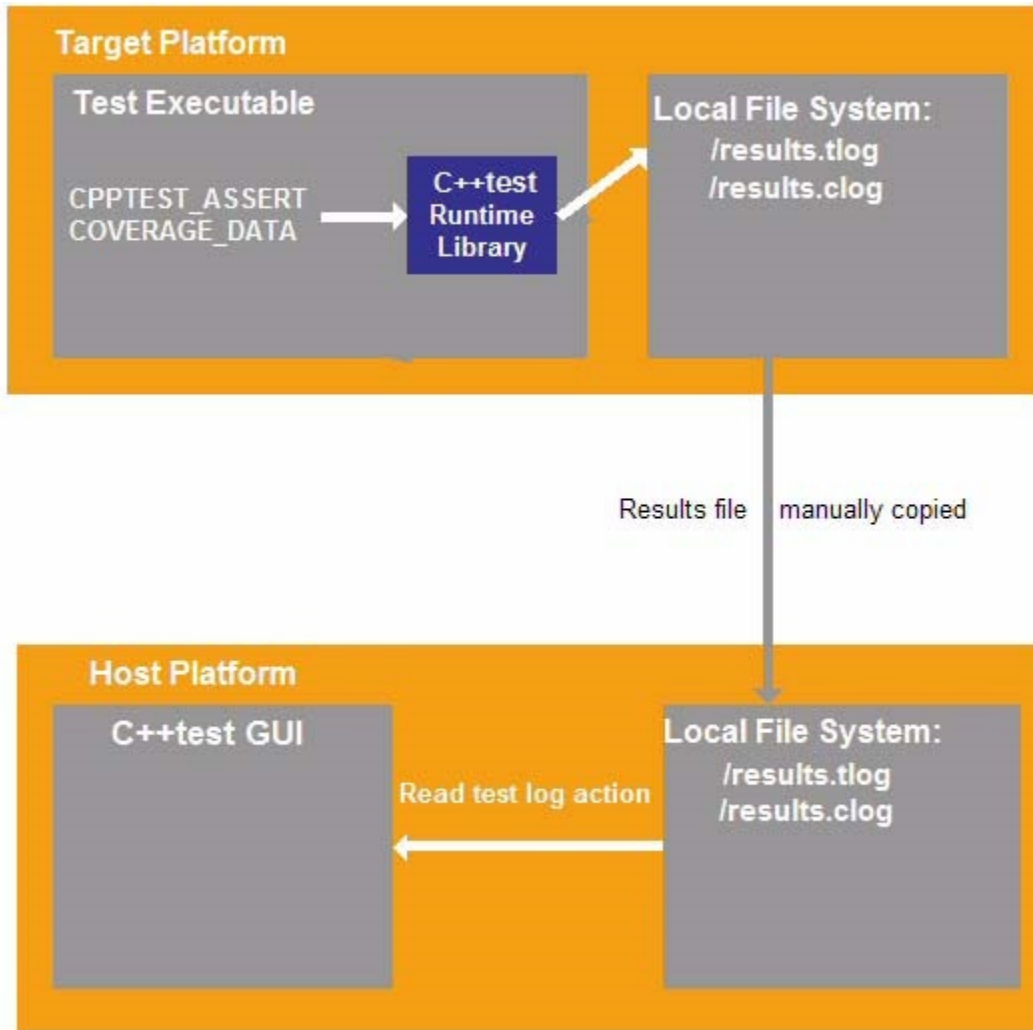 Target Platform
Test Executable
CPPTEST_ASSERT
COVERAGE_DATA
C++test
Runtime
Library
Local File System:
/results.tlog
/results.clog
Results file manually copied
Host Platform
C++test GUI
Read test log action
Local File System:
/results.tlog
/results.clog